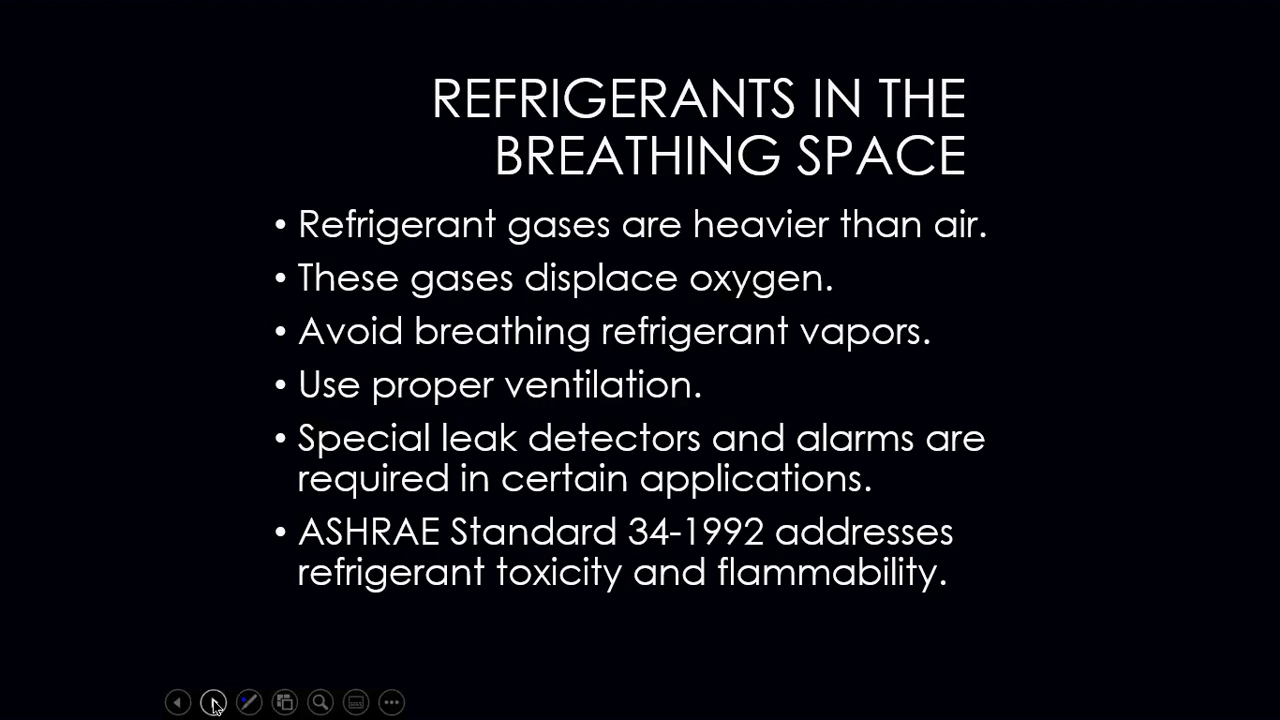 REFRIGERANTS IN THE
BREATHING SPACE
• Refrigerant gases are heavier than air.
• These gases displace oxygen.
• Avoid breathing refrigerant vapors.
• Use proper ventilation.
• Special leak detectors and alarms are
required in certain applications.
• ASHRAE Standard 34-1992 addresses
refrigerant toxicity and flammability.